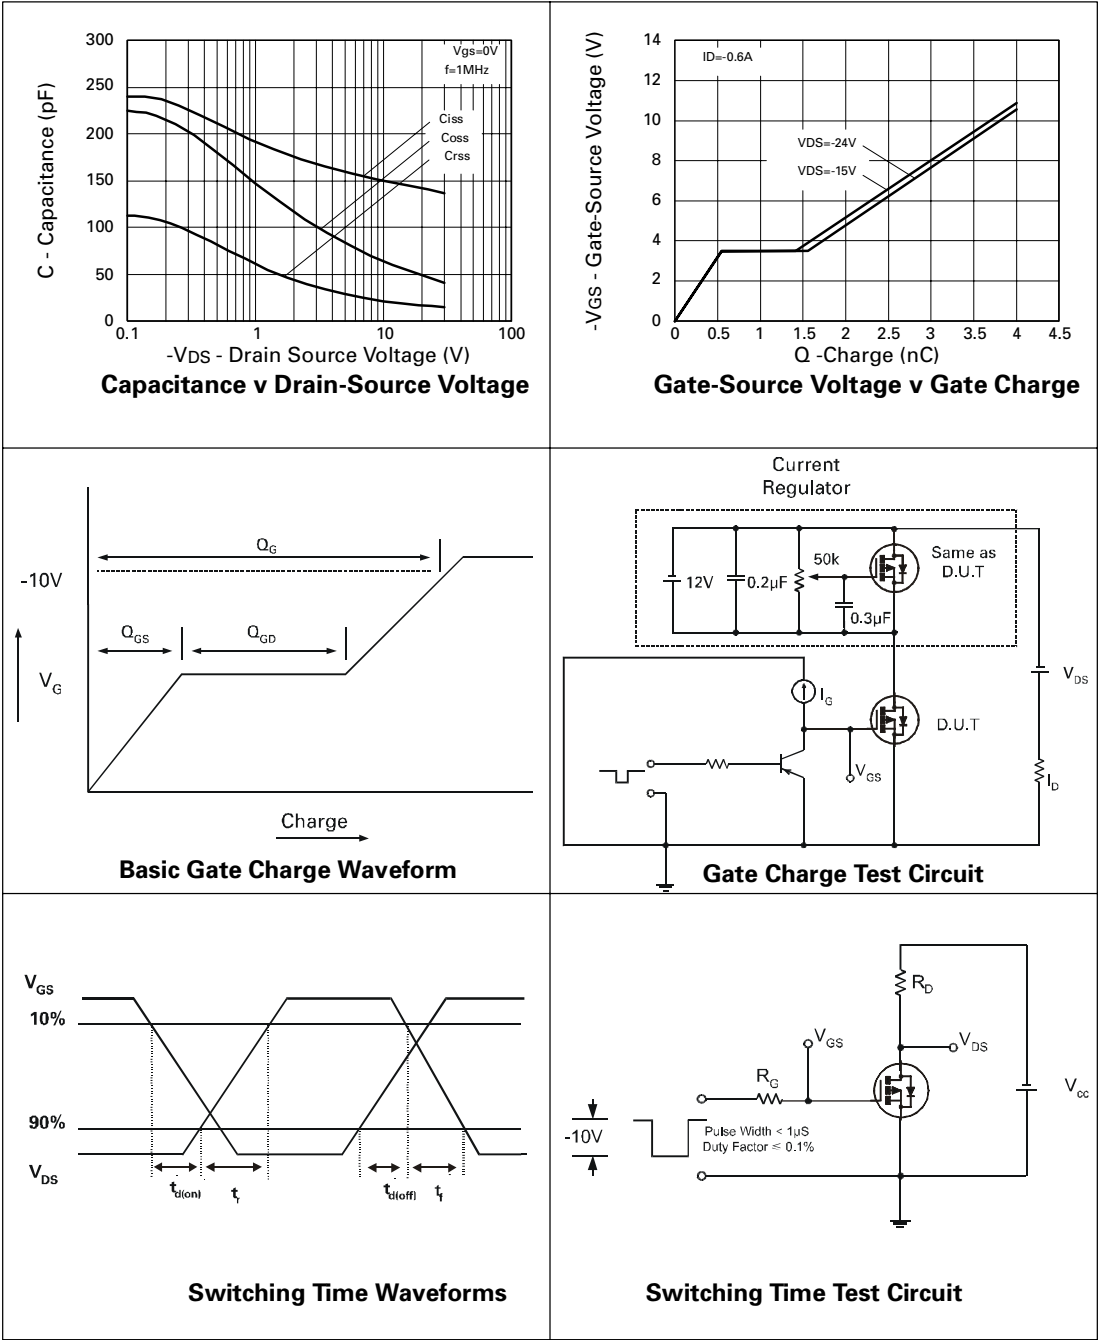 300
250
200
150
100
50
0
C - Capacitance (pF)
Vgs=0V
f=1MHz
Ciss
Coss
Crss
0.1
1
10
100
-VDS - Drain Source Voltage (V)
Capacitance v Drain-Source Voltage
14
12
10
8
6
4
2
0
-VGS - Gate-Source Voltage (V)
ID=-0.6A
VDS=-24V
VDS=-15V
0
0.5
1
1.5
2
2.5
3
3.5
4
4.5
Q -Charge (nC)
Gate-Source Voltage v Gate Charge
QG
-10V
QGS
QGD
VG
Charge
Basic Gate Charge Waveform
Current
Regulator
12V
0.2µF
50k
0.3µF
Same as
D.U.T
IG
VDS
D.U.T
VGS
ID
Gate Charge Test Circuit
VGS
10%
90%
VDS
td(on)
tr
td(off)
tf
Switching Time Waveforms
RD
VGS
VDS
RG
Vcc
-10V
Pulse Width < 1µS
Duty Factor ≤ 0.1%
Switching Time Test Circuit